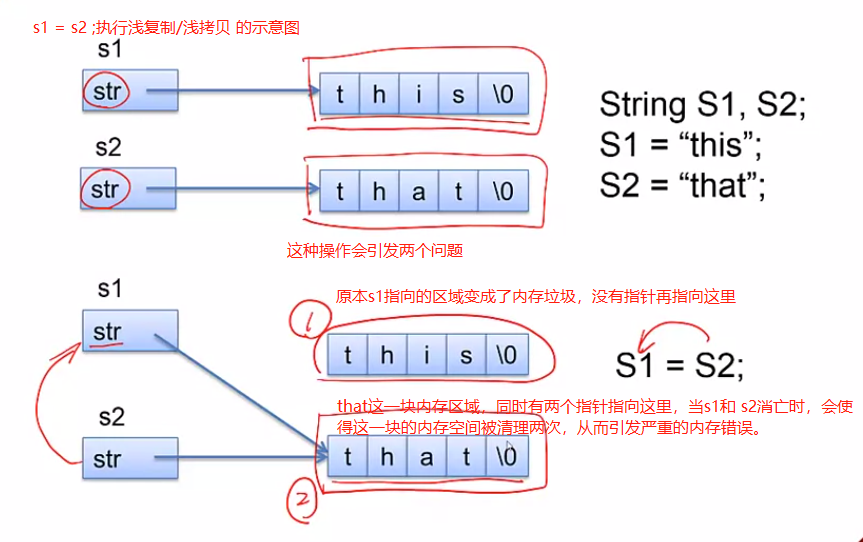 s1 = s2 ;执行浅复制/浅拷贝 的示意图
s1
str
t h i s \0
s2
str
t h a t \0
String S1, S2;
S1 = “this”;
S2 = “that”;
这种操作会引发两个问题
原本s1指向的区域变成了内存垃圾，没有指针再指向这里
s1
str
1
t h i s \0
S1 = S2;
that这一块内存区域，同时有两个指针指向这里，当s1和 s2消亡时，会使
得这一块的内存空间被清理两次，从而引发严重的内存错误。
s2
str
t h a t \0
2